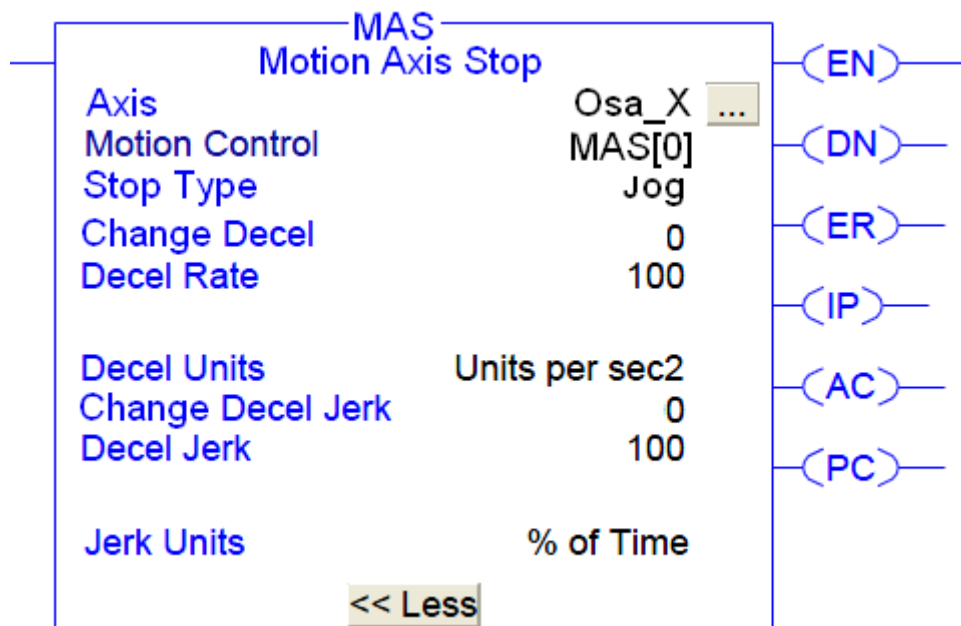 MAS
Motion Axis Stop
(EN)
Axis Osa_X ...
Motion Control MAS[0]
(DN)
Stop Type Jog
Change Decel 0
(ER)
Decel Rate 100
(IP)
Decel Units Units per sec2
(AC)
Change Decel Jerk 0
Decel Jerk 100
(PC)
Jerk Units % of Time
<< Less